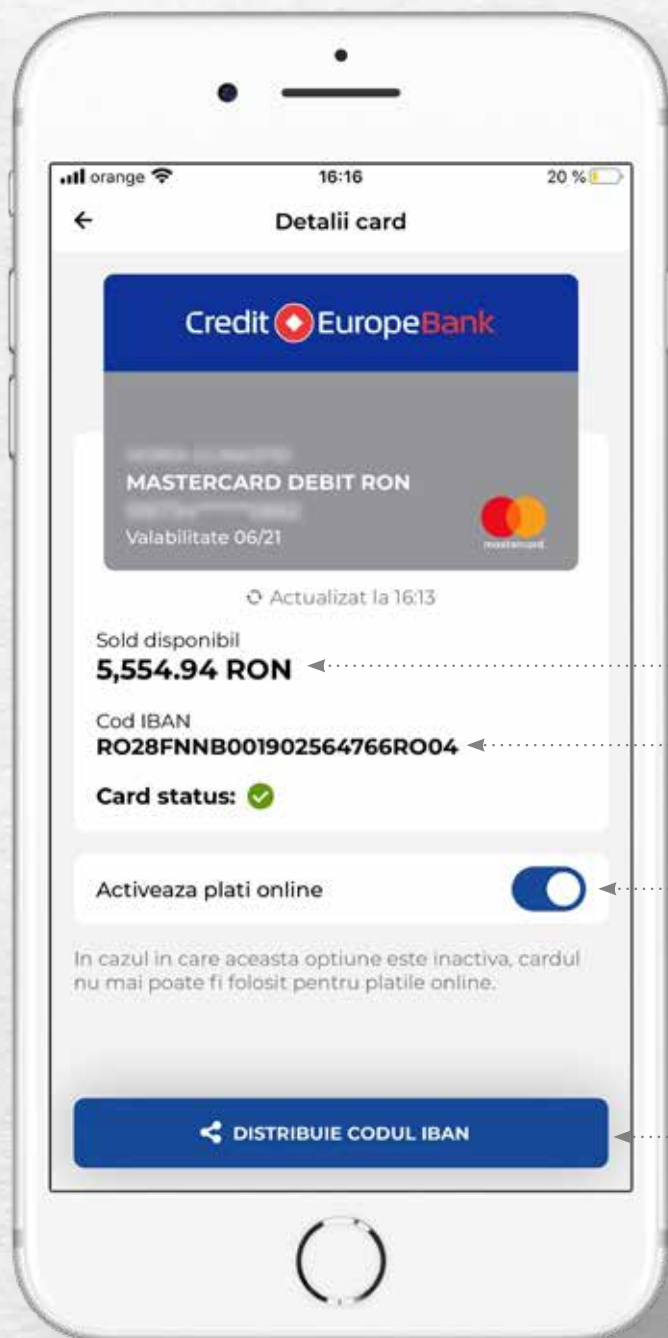 orange 16:16 20 %
Detalii card
Credit EuropeBank
MASTERCARD DEBIT RON
Valabilitate 06/21
mastercard.
Actualizat la 16:13
Sold disponibil
5,554.94 RON
Cod IBAN
RO28FNNB001902564766RO04
Card status:
Activeaza plati online
In cazul in care aceasta optiune este inactiva, cardul
nu mai poate fi folosit pentru platile online.
DISTRIBUIE CODUL IBAN